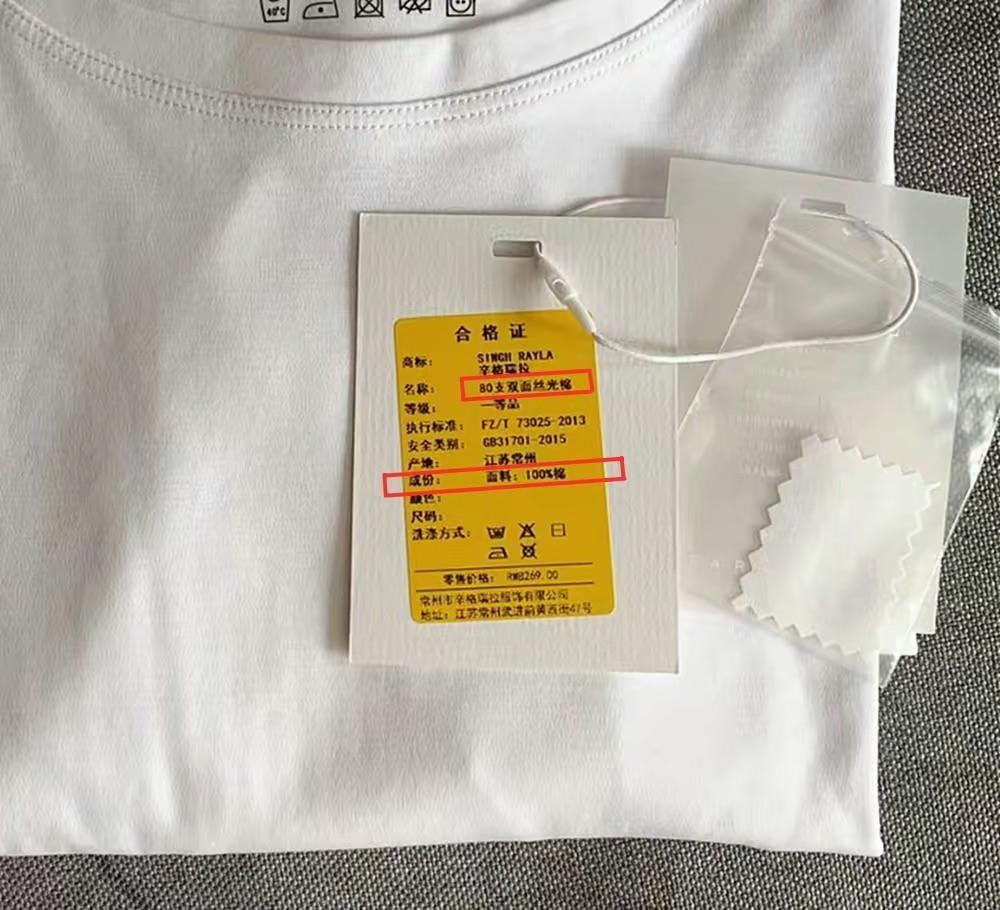 40°C
合格证
商标: SINGH RAYLA
辛格瑞拉
名称: 80支双面丝光棉
等级: 一等品
执行标准: FZ/T 73025-2013
安全类别: GB31701-2015
产地: 江苏常州
成份: 面料: 100%棉
颜色:
尺码:
洗涤方式:
零售价格: RMB269.00
常州市辛格瑞拉服饰有限公司
地址: 江苏常州武进前黄西街47号